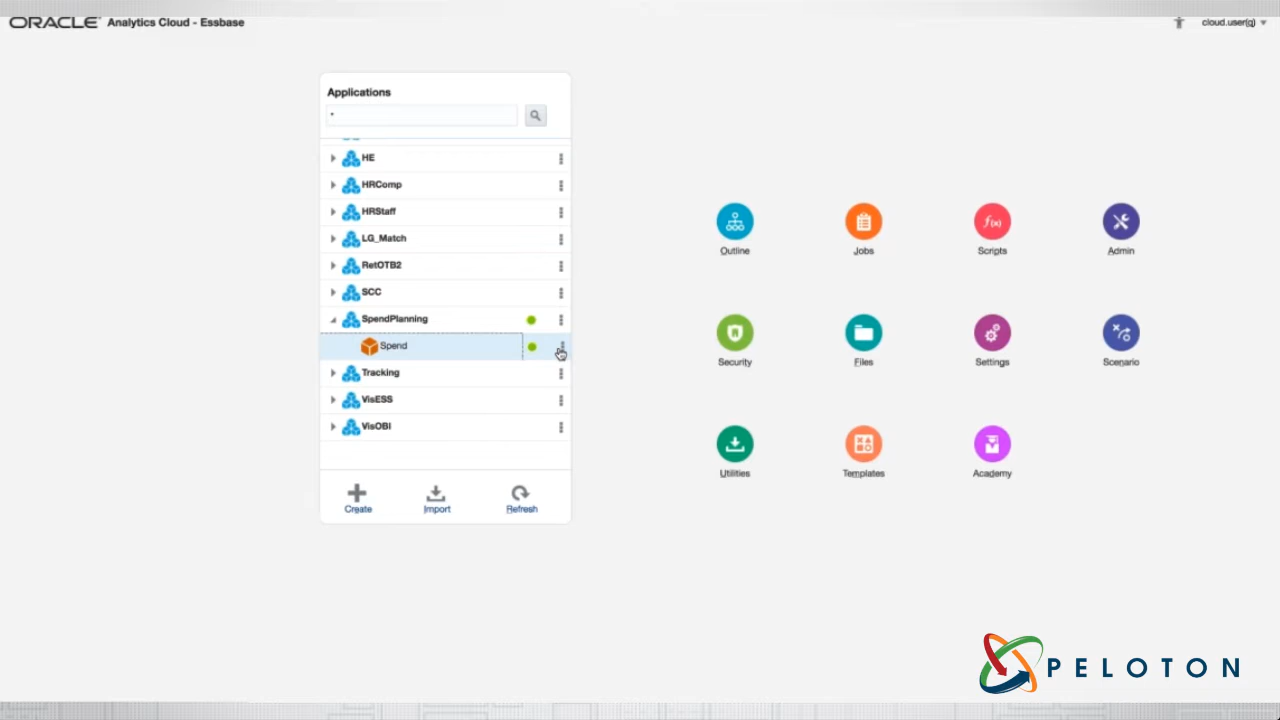 ORACLE Analytics Cloud - Essbase
cloud.user(q)
Applications
*
HE
HRComp
HRStaff
LG_Match
RetOTB2
SCC
SpendPlanning
Spend
Tracking
VisESS
VisOBI
Create Import Refresh
Outline Jobs f(x) Scripts Admin
Security Files Settings Scenario
Utilities Templates Academy
PELOTON